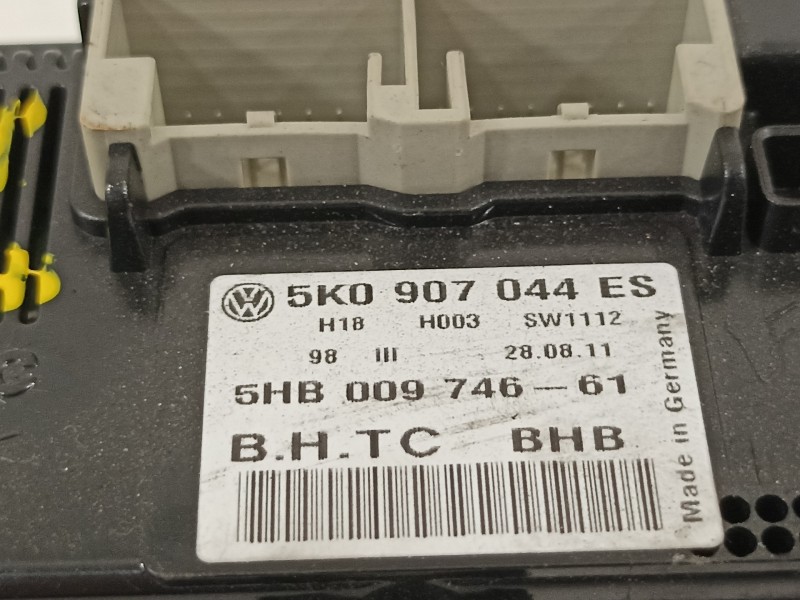 5K0 907 044 ES
H18 H003 SW1112
98 III 28.08.11
5HB 009 746-61
B.H.TC BHB
Made in Germany